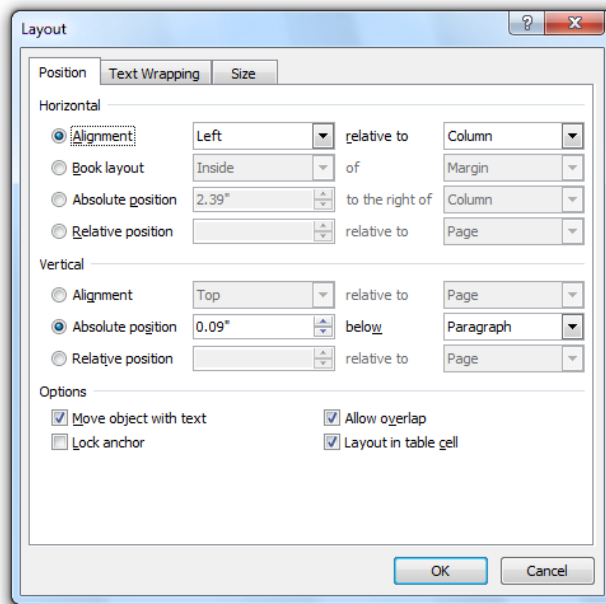 Layout
Position Text Wrapping Size
Horizontal
Alignment Left relative to Column
Book layout Inside of Margin
Absolute position 2.39" to the right of Column
Relative position relative to Page
Vertical
Alignment Top relative to Page
Absolute position 0.09" below Paragraph
Relative position relative to Page
Options
Move object with text Allow overlap
Lock anchor Layout in table cell
OK Cancel